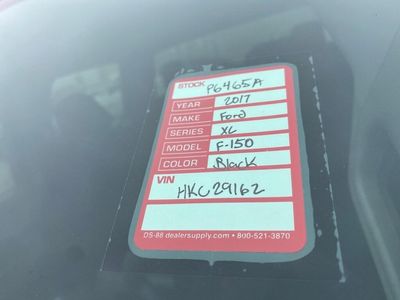 STOCK P6465A
YEAR 2017
MAKE Ford
SERIES XL
MODEL F-150
COLOR Black
VIN
HKC29162
DS-88 dealersupply.com • 800-521-3870